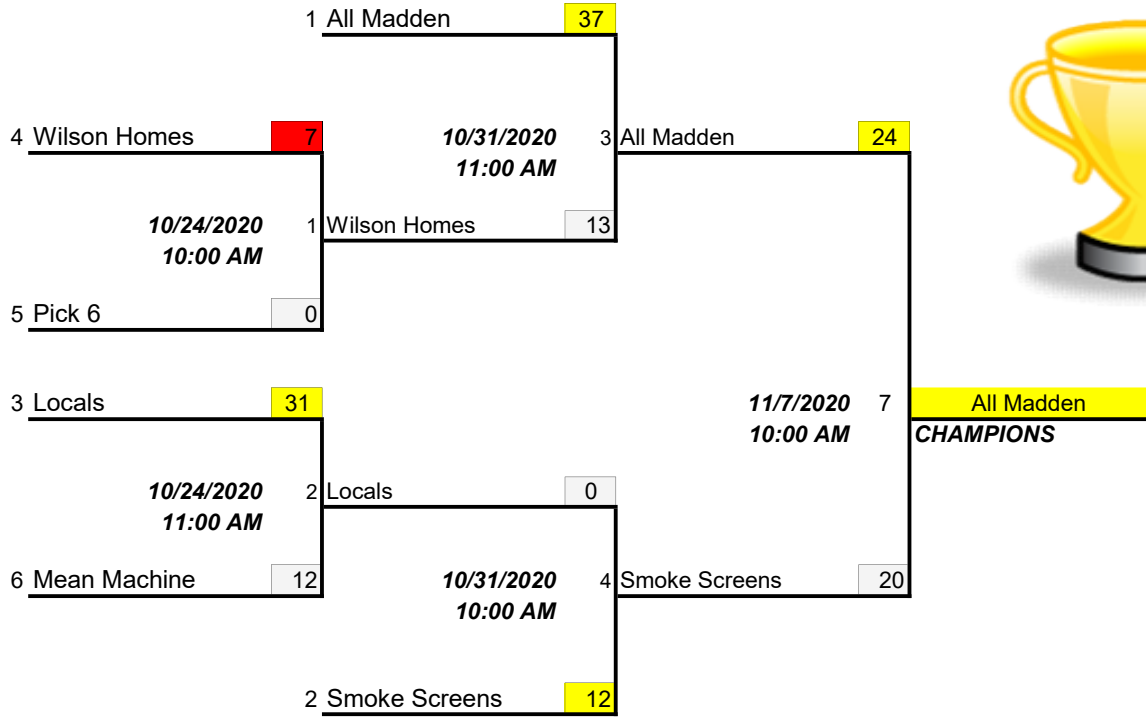 1 All Madden 37
4 Wilson Homes 7 10/31/2020 3 All Madden 24
11:00 AM
10/24/2020 1 Wilson Homes 13
10:00 AM
5 Pick 6 0
3 Locals 31 11/7/2020 7 All Madden
10:00 AM CHAMPIONS
10/24/2020 2 Locals 0
11:00 AM
6 Mean Machine 12 10/31/2020 4 Smoke Screens 20
10:00 AM
2 Smoke Screens 12